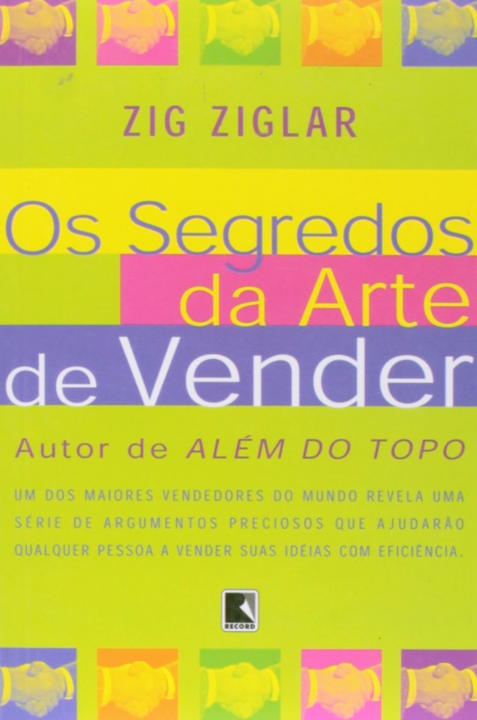 ZIG ZIGLAR
Os Segredos
da Arte
de Vender
Autor de ALÉM DO TOPO
UM DOS MAIORES VENDEDORES DO MUNDO REVELA UMA
SÉRIE DE ARGUMENTOS PRECIOSOS QUE AJUDARÃO
QUALQUER PESSOA A VENDER SUAS IDÉIAS COM EFICIÊNCIA.
R
RECORD